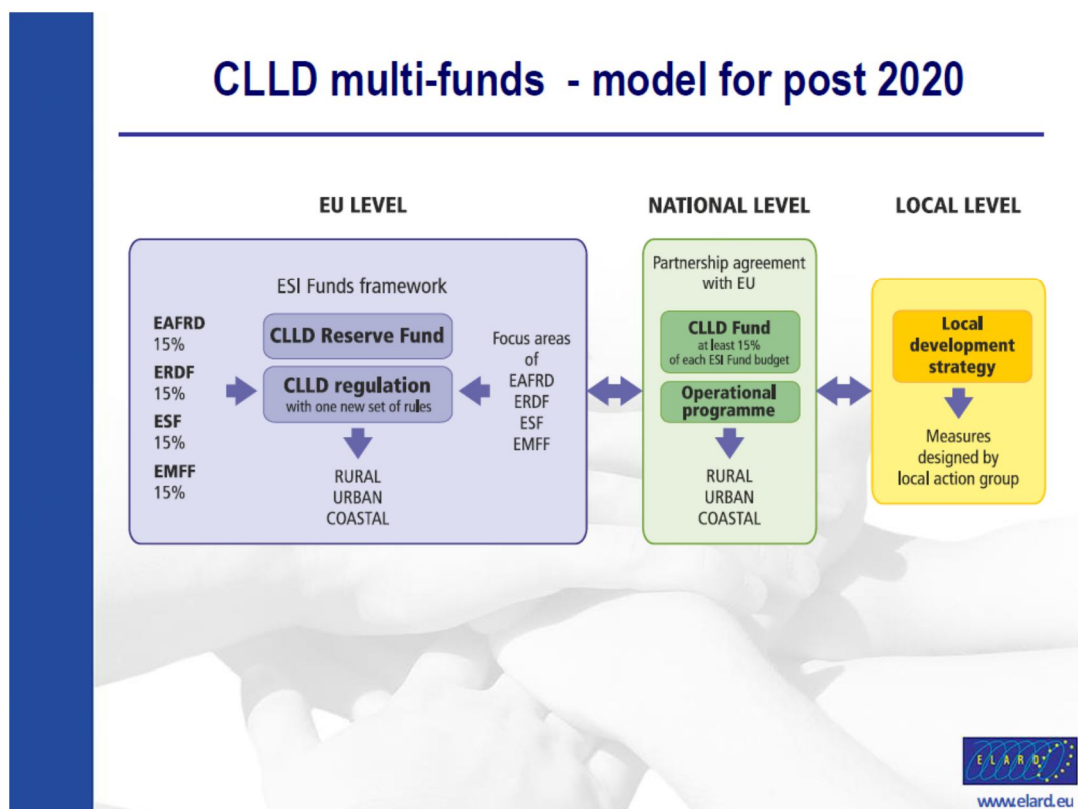 CLLD multi-funds - model for post 2020
EU LEVEL
ESI Funds framework
EAFRD
15%
ERDF
15%
ESF
15%
EMFF
15%
CLLD Reserve Fund
CLLD regulation
with one new set of rules
RURAL
URBAN
COASTAL
Focus areas
of
EAFRD
ERDF
ESF
EMFF
NATIONAL LEVEL
Partnership agreement
with EU
CLLD Fund
at least 15%
of each ESI Fund budget
Operational
programme
RURAL
URBAN
COASTAL
LOCAL LEVEL
Local
development
strategy
Measures
designed by
local action group
ELARD
www.elard.eu